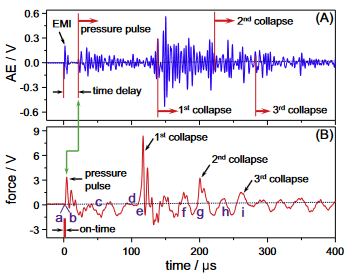 0.6
0.3
0.0
-0.3
-0.6
AE / V
EMI
pressure pulse
2nd collapse
(A)
time delay
1st collapse
3rd collapse
9
6
3
0
-3
force / V
(B)
1st collapse
pressure pulse
2nd collapse
3rd collapse
a b c d e f g h i
on-time
0 100 200 300 400
time / µs